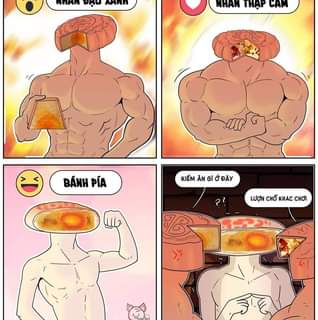 NHÂN ĐẬU XANH
NHÂN THẬP CẨM
BÁNH PÍA
KIẾM ĂN GÌ Ở ĐÂY
LƯỢN CHỖ KHÁC CHƠI